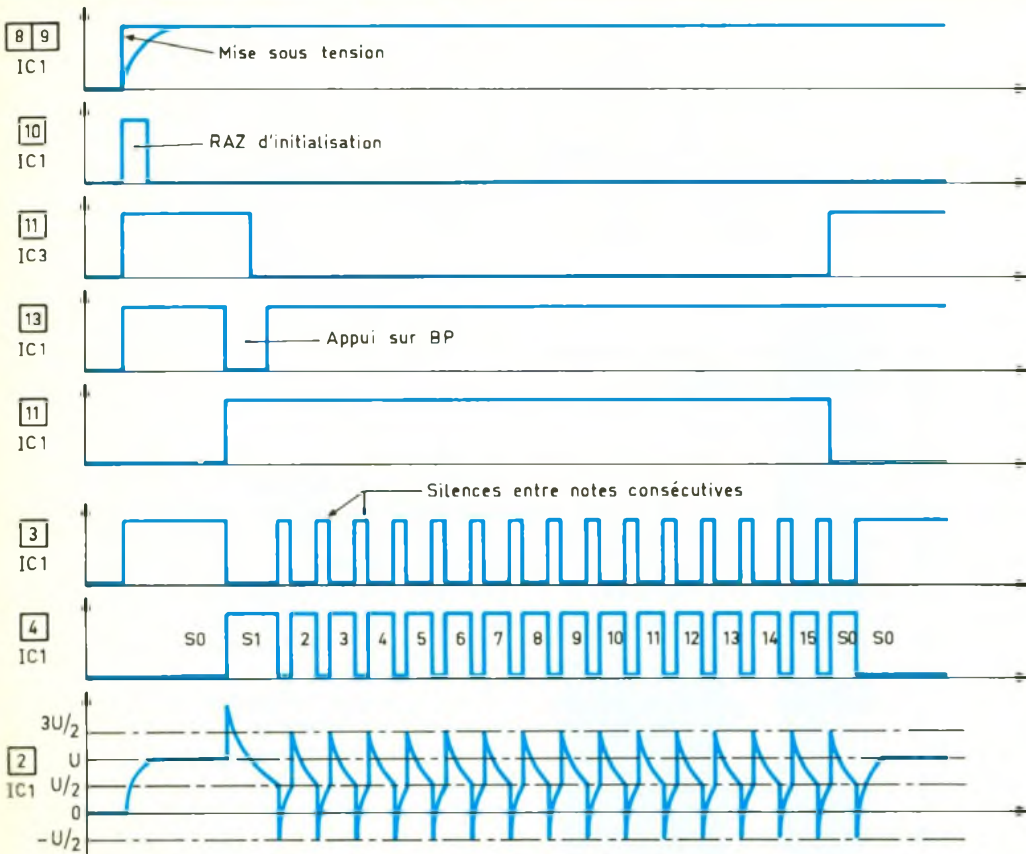 8 9
IC1
Mise sous tension
10
IC1
RAZ d'initialisation
11
IC3
13
IC1
Appui sur BP
11
IC1
Silences entre notes consécutives
3
IC1
4
IC1
S0 S1 2 3 4 5 6 7 8 9 10 11 12 13 14 15 S0 S0
3U/2
U
2
IC1
U/2
0
-U/2